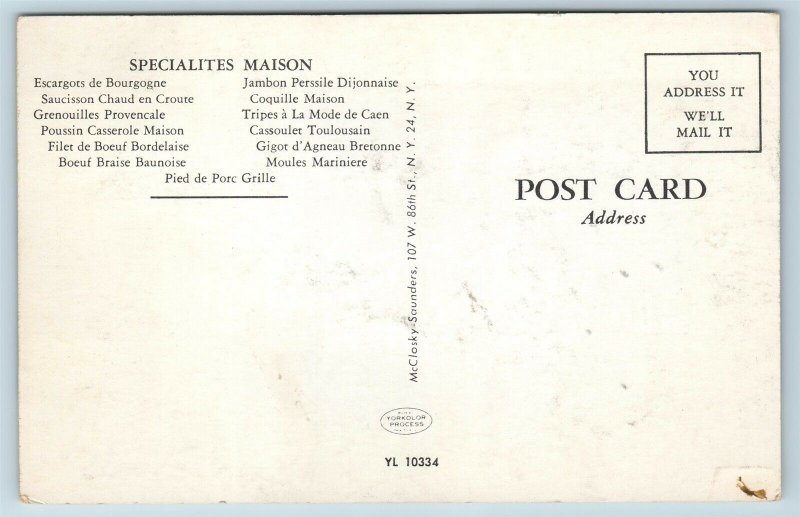 SPECIALITES MAISON
Escargots de Bourgogne
Saucisson Chaud en Croute
Grenouilles Provencale
Poussin Casserole Maison
Filet de Boeuf Bordelaise
Boeuf Braise Baunoise
Jambon Perssile Dijonnaise
Coquille Maison
Tripes à La Mode de Caen
Cassoulet Toulousain
Gigot d'Agneau Bretonne
Moules Mariniere
Pied de Porc Grille
McClosky-Saunders, 107 W. 86th St., N. Y. 24, N. Y.
YORKOLOR
PROCESS
YL 10334
YOU
ADDRESS IT
WE'LL
MAIL IT
POST CARD
Address